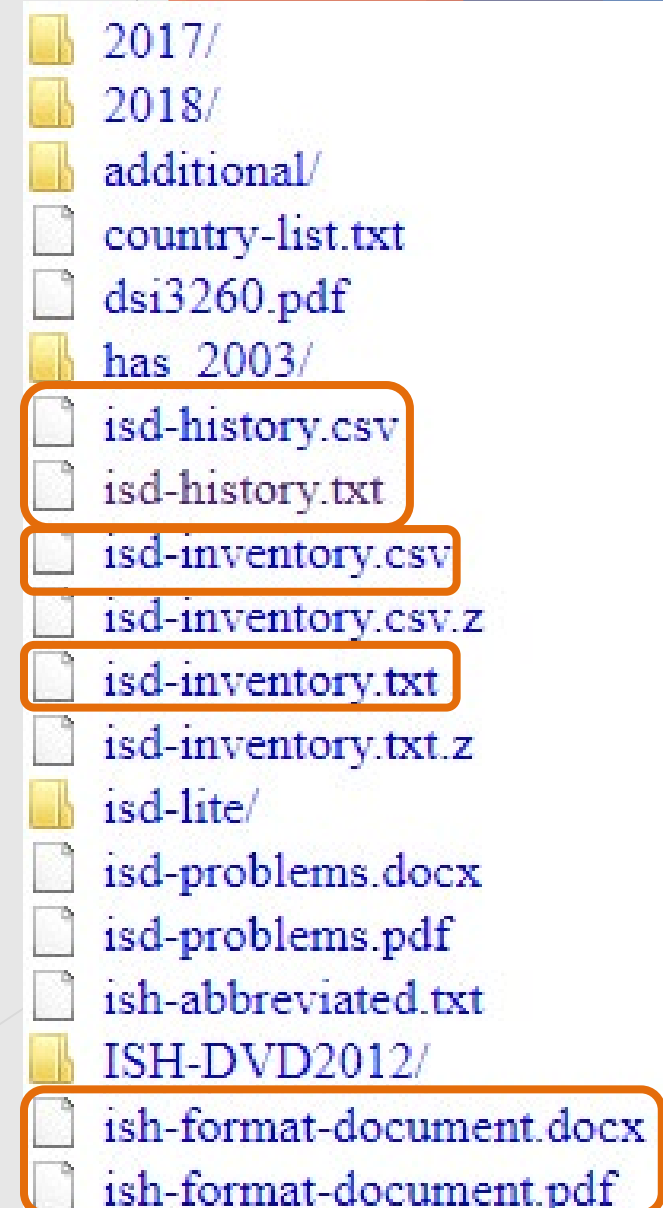 2017/
2018/
additional/
country-list.txt
dsi3260.pdf
has_2003/
isd-history.csv
isd-history.txt
isd-inventory.csv
isd-inventory.csv.z
isd-inventory.txt
isd-inventory.txt.z
isd-lite/
isd-problems.docx
isd-problems.pdf
ish-abbreviated.txt
ISH-DVD2012/
ish-format-document.docx
ish-format-document.pdf